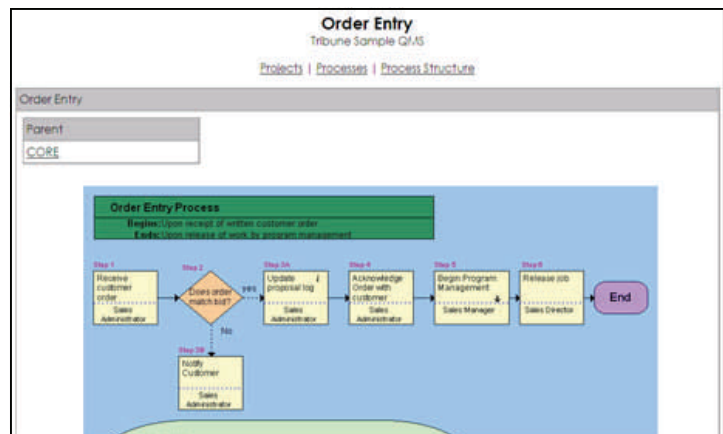 Order Entry
Tribune Sample QMS
Projects | Processes | Process Structure
Order Entry
Parent
CORE
Order Entry Process
Begins: Upon receipt of written customer order
Ends: Upon release of work by program management
Step 1
Receive
customer
order
Sales
Administrator
Step 2
Does order
match bid?
yes
No
Step 3A
Update
proposal log
i
Sales
Administrator
Step 4
Acknowledge
Order with
customer
Sales
Administrator
Step 5
Begin Program
Management
Sales Manager
Step 6
Release job
Sales Director
End
Step 3B
Notify
Customer
Sales
Administrator